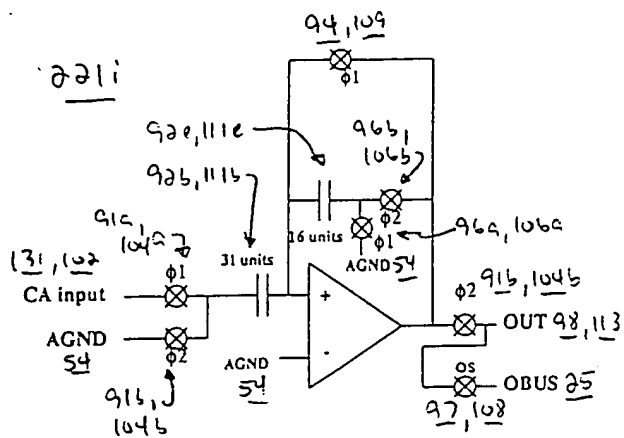 94, 109
φ1
221i
92e, 111e
96b, 106b
92b, 111b
φ2
16 units
φ1
96a, 106a
AGND 54
91a, 104a
31 units
131, 102
φ1
CA input
+
φ2
91b, 104b
OUT 98, 113
AGND
54
φ2
AGND
54
-
os
OBUS 25
91b, 104b
97, 108